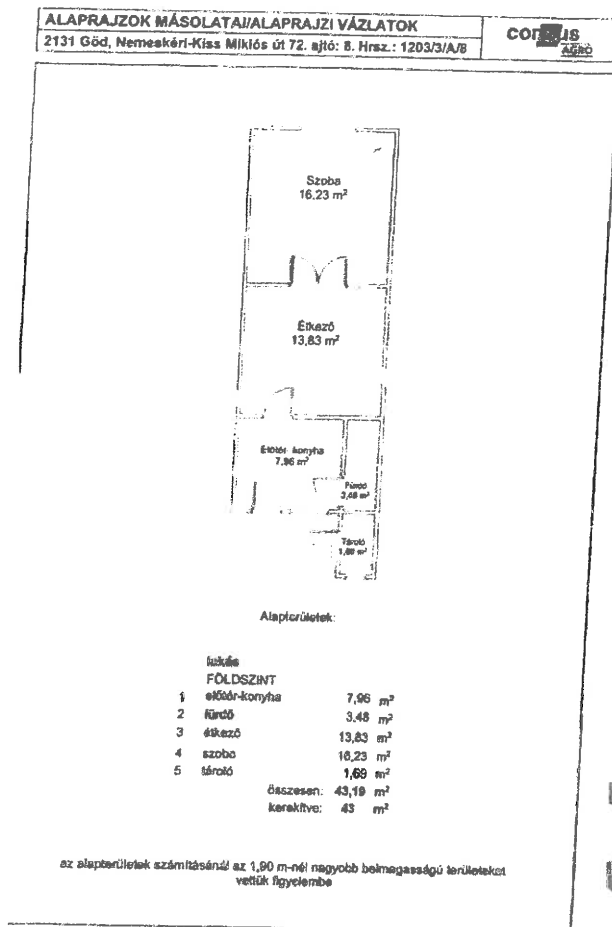 ALAPRAJZOK MÁSOLATAI/ALAPRAJZI VÁZLATOK
2131 Göd, Nemeskéri-Kiss Miklós út 72. ajtó: 8. Hrsz.: 1203/3/A/8
AGRO
Szoba
16,23 m²
Étkező
13,83 m²
Előtér-konyha
7,96 m²
Fürdő
3,48 m²
Tároló
1,69 m²
Alapterületek:
lakás
FÖLDSZINT
1 előtér-konyha 7,96 m²
2 fürdő 3,48 m²
3 étkező 13,83 m²
4 szoba 16,23 m²
5 tároló 1,69 m²
összesen: 43,19 m²
kerekítve: 43 m²
az alapterületek számításánál az 1,90 m-nél nagyobb belmagasságú területeket
vettük figyelembe